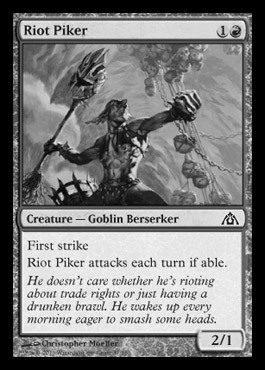 Riot Piker 1
Creature — Goblin Berserker
First strike
Riot Piker attacks each turn if able.
He doesn't care whether he's rioting
about trade rights or just having a
drunken brawl. He wakes up every
morning eager to smash some heads.
Christopher Moeller
2/1